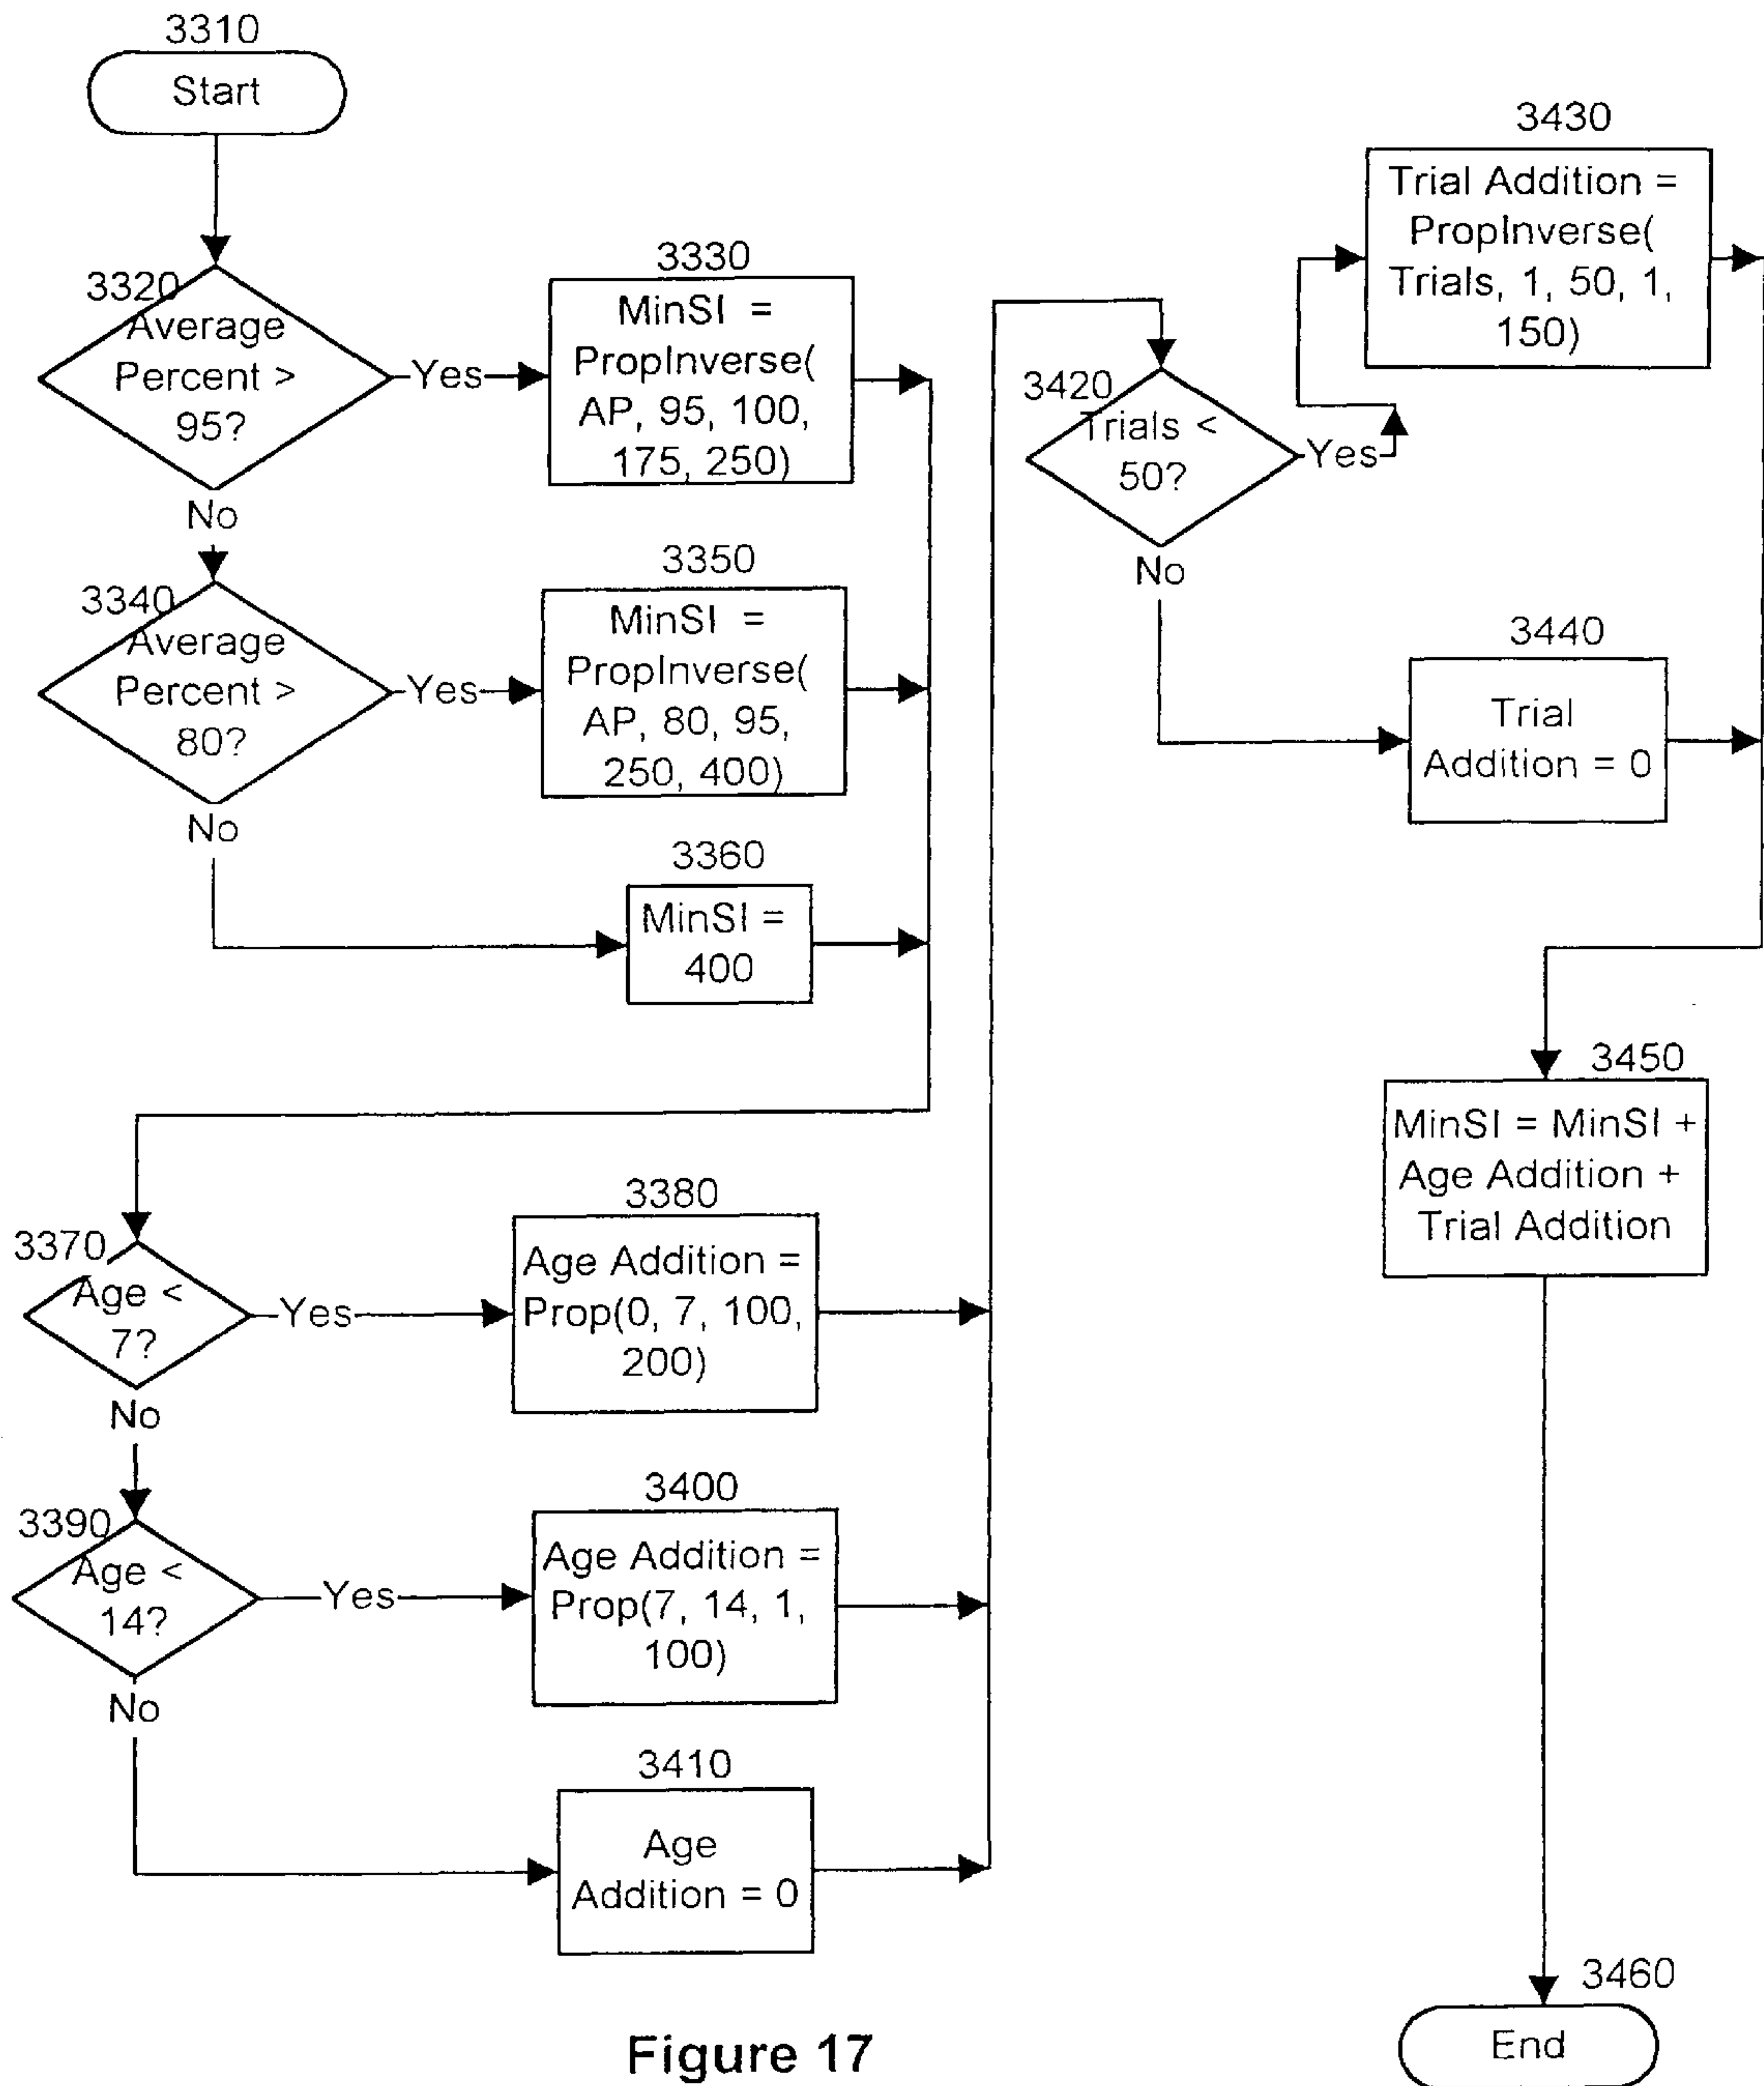 3310
Start
3320
Average
Percent >
95?
Yes
No
3330
MinSI =
PropInverse(
AP, 95, 100,
175, 250)
3340
Average
Percent >
80?
Yes
No
3350
MinSI =
PropInverse(
AP, 80, 95,
250, 400)
3360
MinSI =
400
3370
Age <
7?
Yes
No
3380
Age Addition =
Prop(0, 7, 100,
200)
3390
Age <
14?
Yes
No
3400
Age Addition =
Prop(7, 14, 1,
100)
3410
Age
Addition = 0
3420
Trials <
50?
Yes
No
3430
Trial Addition =
PropInverse(
Trials, 1, 50, 1,
150)
3440
Trial
Addition = 0
3450
MinSI = MinSI +
Age Addition +
Trial Addition
3460
End
Figure 17